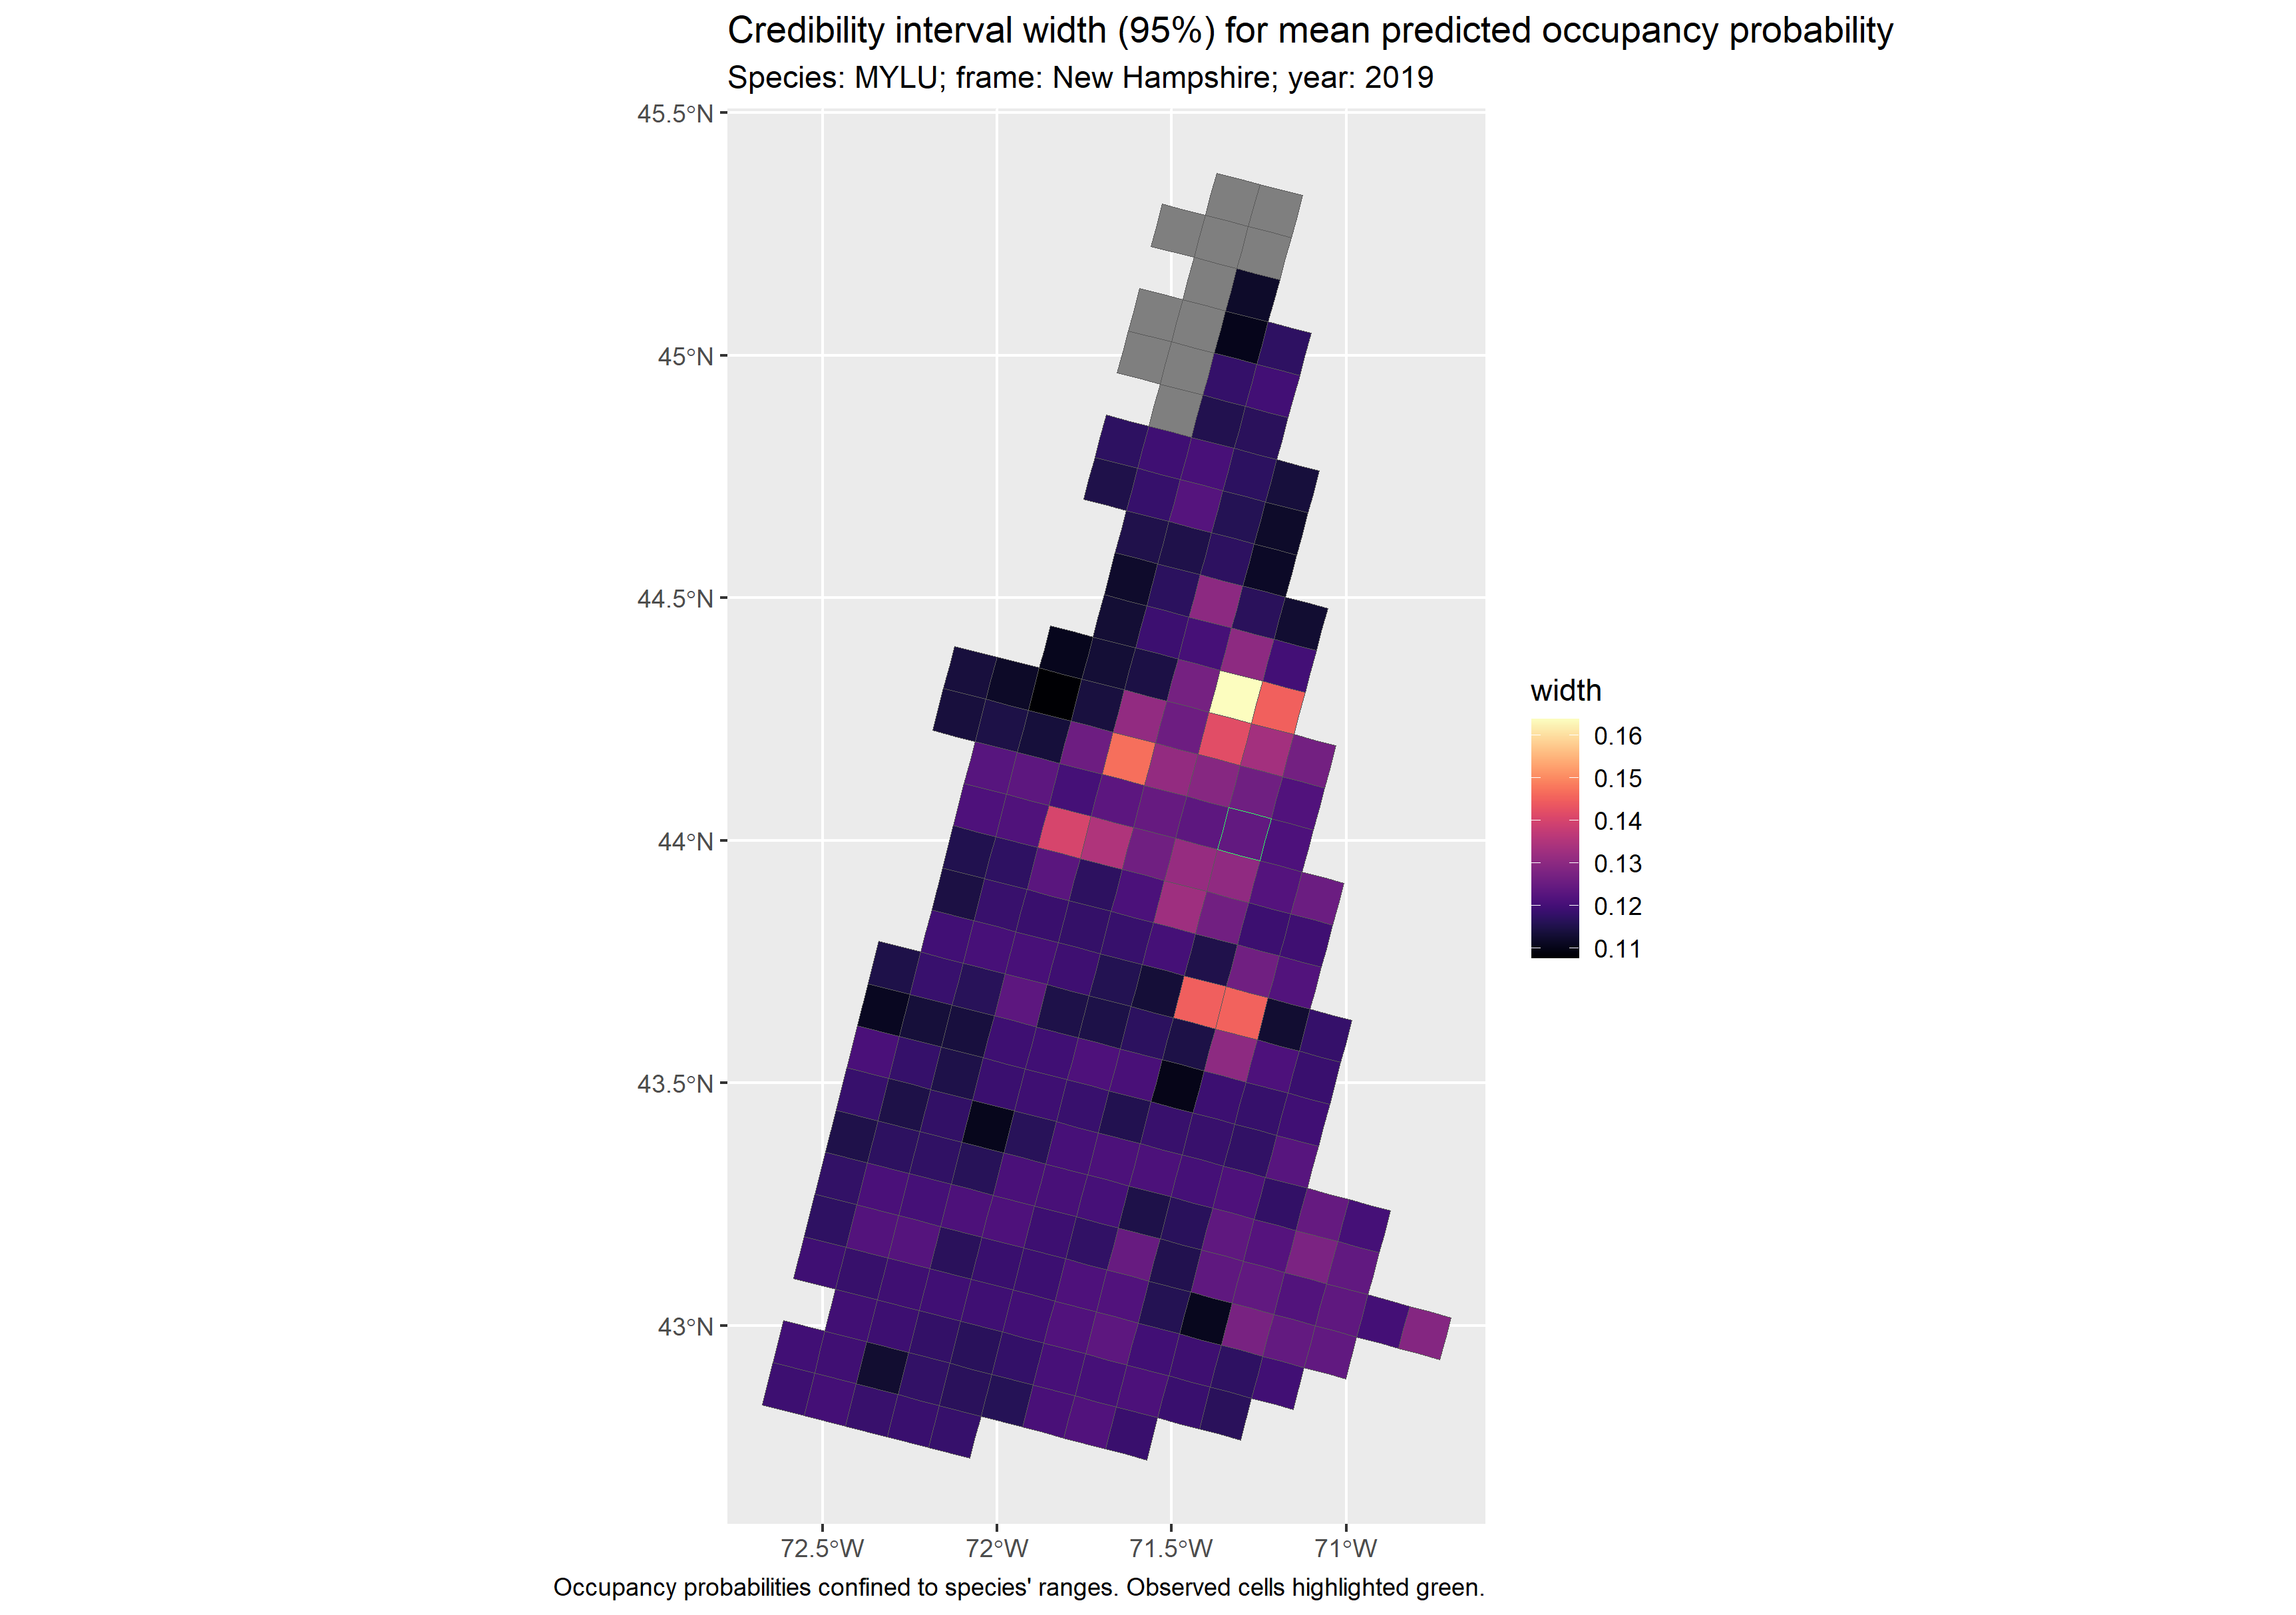 Credibility interval width (95%) for mean predicted occupancy probability
Species: MYLU; frame: New Hampshire; year: 2019
45.5°N
45°N
44.5°N
44°N
43.5°N
43°N
72.5°W
72°W
71.5°W
71°W
width
0.16
0.15
0.14
0.13
0.12
0.11
Occupancy probabilities confined to species' ranges. Observed cells highlighted green.